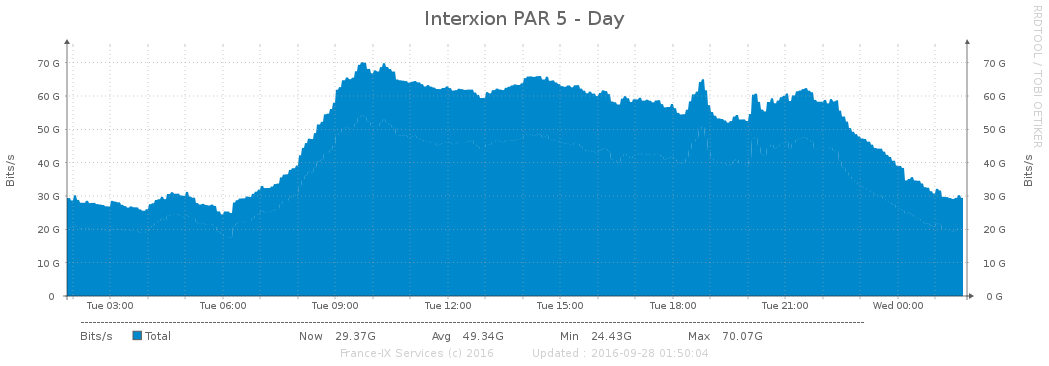 Interxion PAR 5 - Day
RRDTOOL / TOBI OETIKER
Bits/s
70 G
60 G
50 G
40 G
30 G
20 G
10 G
0
70 G
60 G
50 G
40 G
30 G
20 G
10 G
0 G
Bits/s
Tue 03:00 Tue 06:00 Tue 09:00 Tue 12:00 Tue 15:00 Tue 18:00 Tue 21:00 Wed 00:00
Bits/s Total Now 29.37G Avg 49.34G Min 24.43G Max 70.07G
France-IX Services (c) 2016 Updated : 2016-09-28 01:50:04